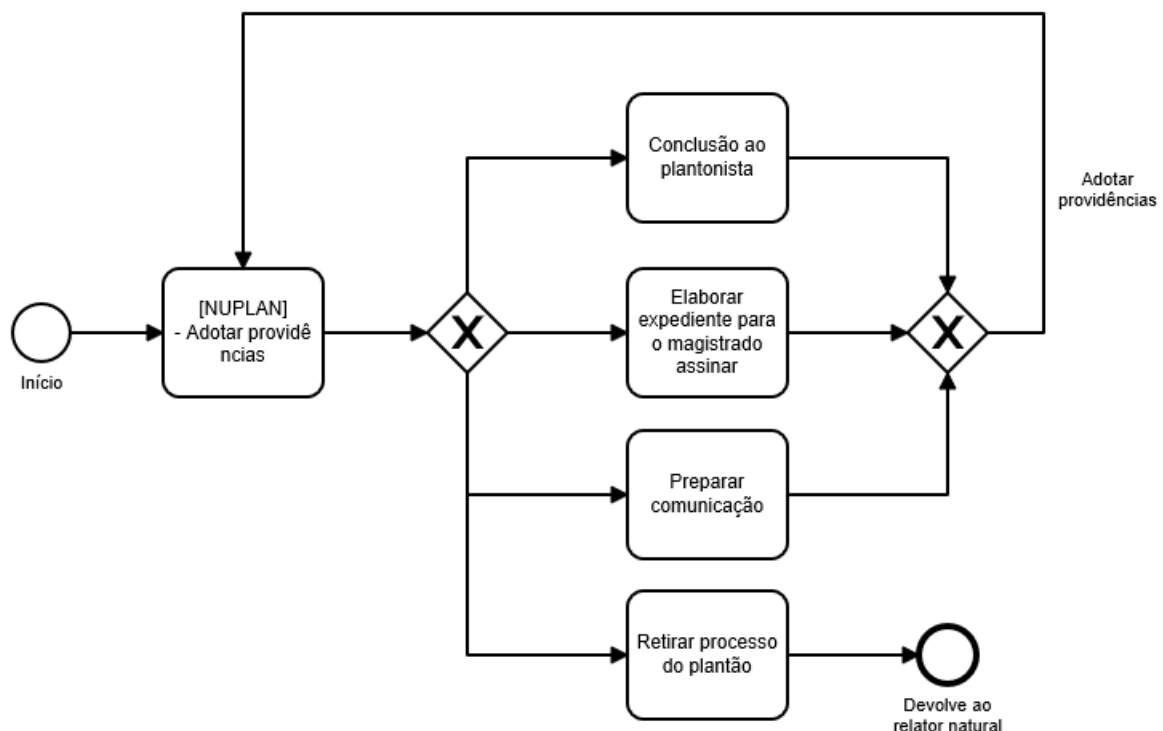 Conclusão ao
plantonista
Adotar
providências
[NUPLAN]
- Adotar providê
ncias
Elaborar
expediente para
o magistrado
assinar
X
X
Início
Preparar
comunicação
Retirar processo
do plantão
Devolve ao
relator natural